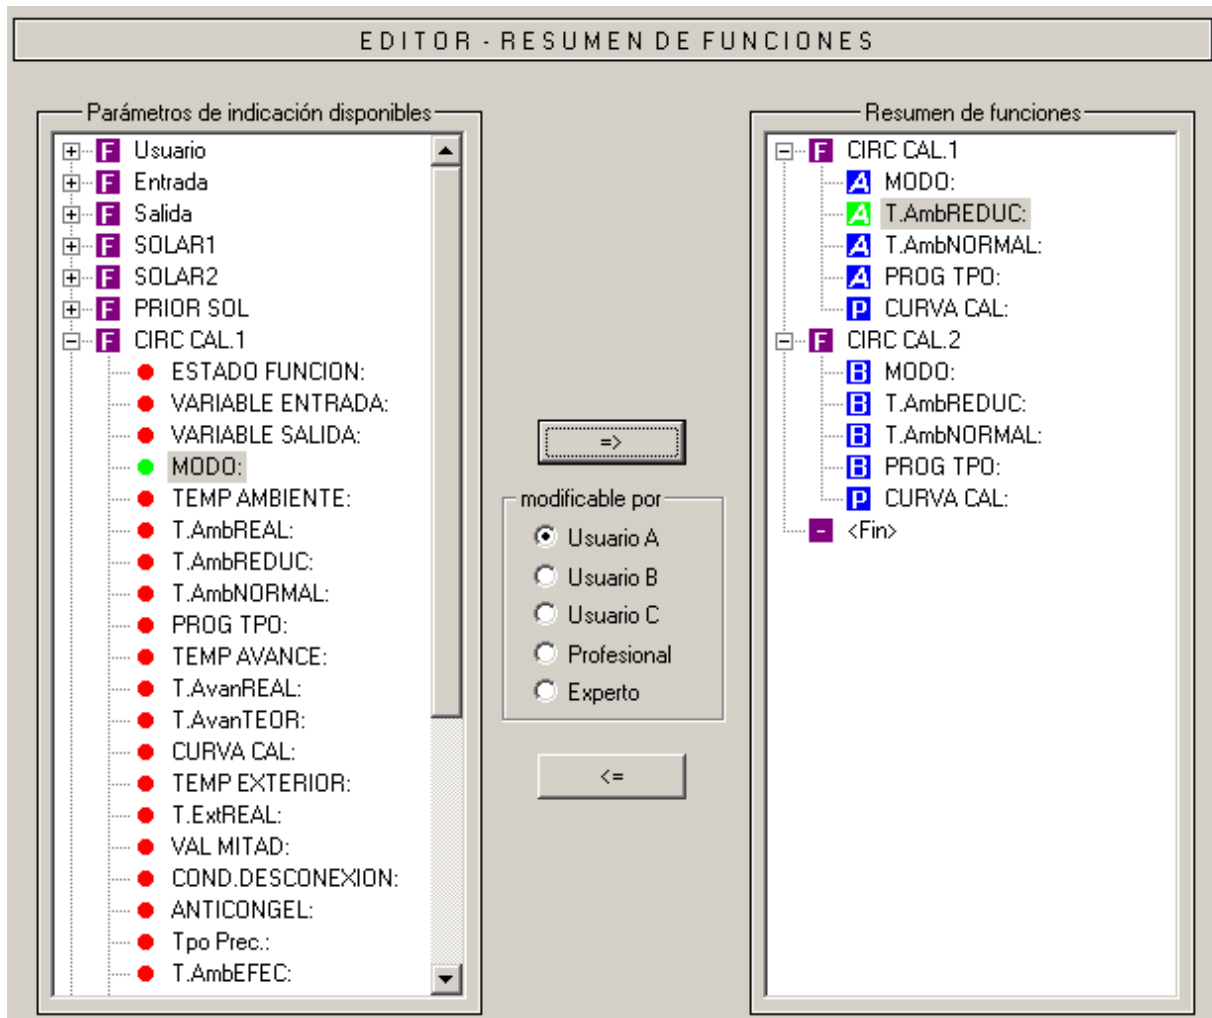 EDITOR - RESUMEN DE FUNCIONES
Parámetros de indicación disponibles
F Usuario
F Entrada
F Salida
F SOLAR1
F SOLAR2
F PRIOR SOL
F CIRC CAL.1
ESTADO FUNCION:
VARIABLE ENTRADA:
VARIABLE SALIDA:
MODO:
TEMP AMBIENTE:
T.AmbREAL:
T.AmbREDUC:
T.AmbNORMAL:
PROG TPO:
TEMP AVANCE:
T.AvanREAL:
T.AvanTEOR:
CURVA CAL:
TEMP EXTERIOR:
T.ExtREAL:
VAL MITAD:
COND.DESCONEXION:
ANTICONGEL:
Tpo Prec.:
T.AmbEFEC:
=>
modificable por
Usuario A
Usuario B
Usuario C
Profesional
Experto
<=
Resumen de funciones
F CIRC CAL.1
A MODO:
A T.AmbREDUC:
A T.AmbNORMAL:
A PROG TPO:
P CURVA CAL:
F CIRC CAL.2
B MODO:
B T.AmbREDUC:
B T.AmbNORMAL:
B PROG TPO:
P CURVA CAL:
- <Fin>